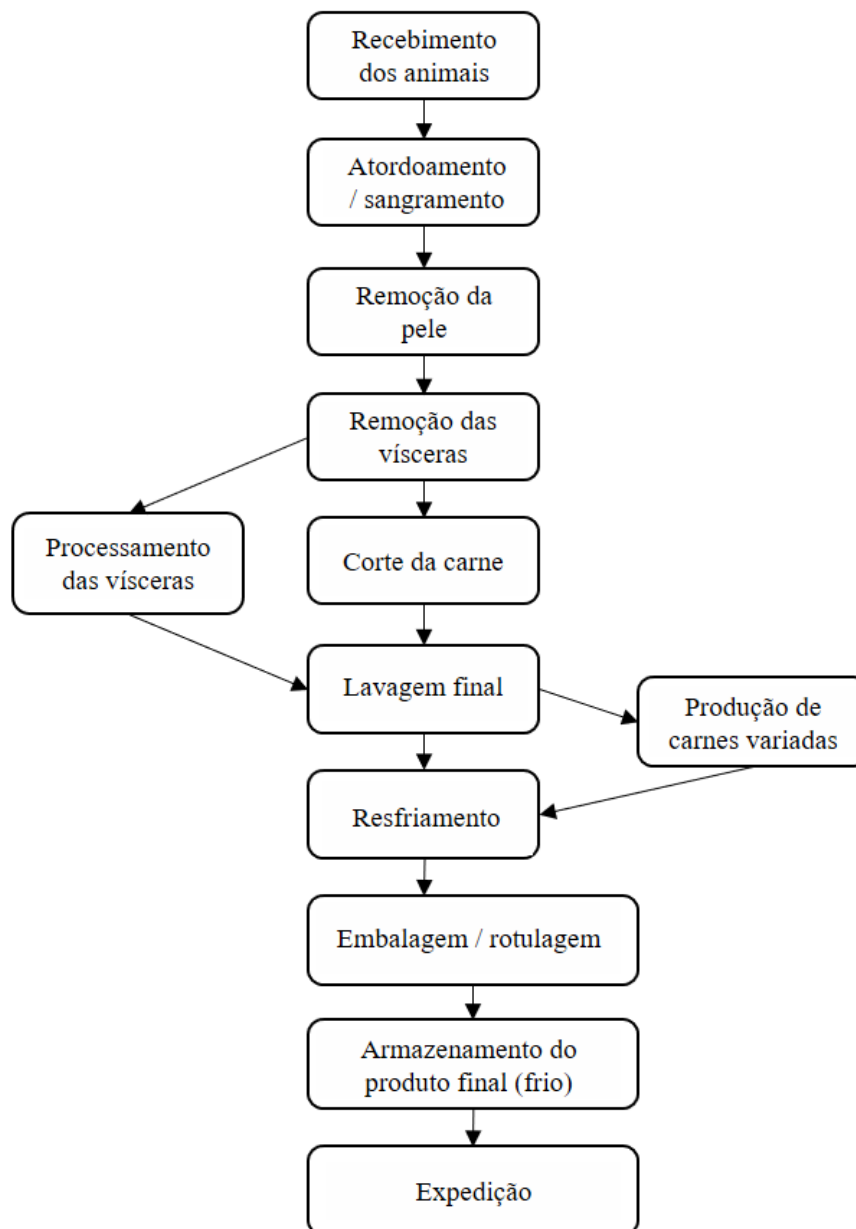 Recebimento
dos animais
Atordoamento
/ sangramento
Remoção da
pele
Remoção das
vísceras
Processamento
das vísceras
Corte da carne
Lavagem final
Produção de
carnes variadas
Resfriamento
Embalagem / rotulagem
Armazenamento do
produto final (frio)
Expedição